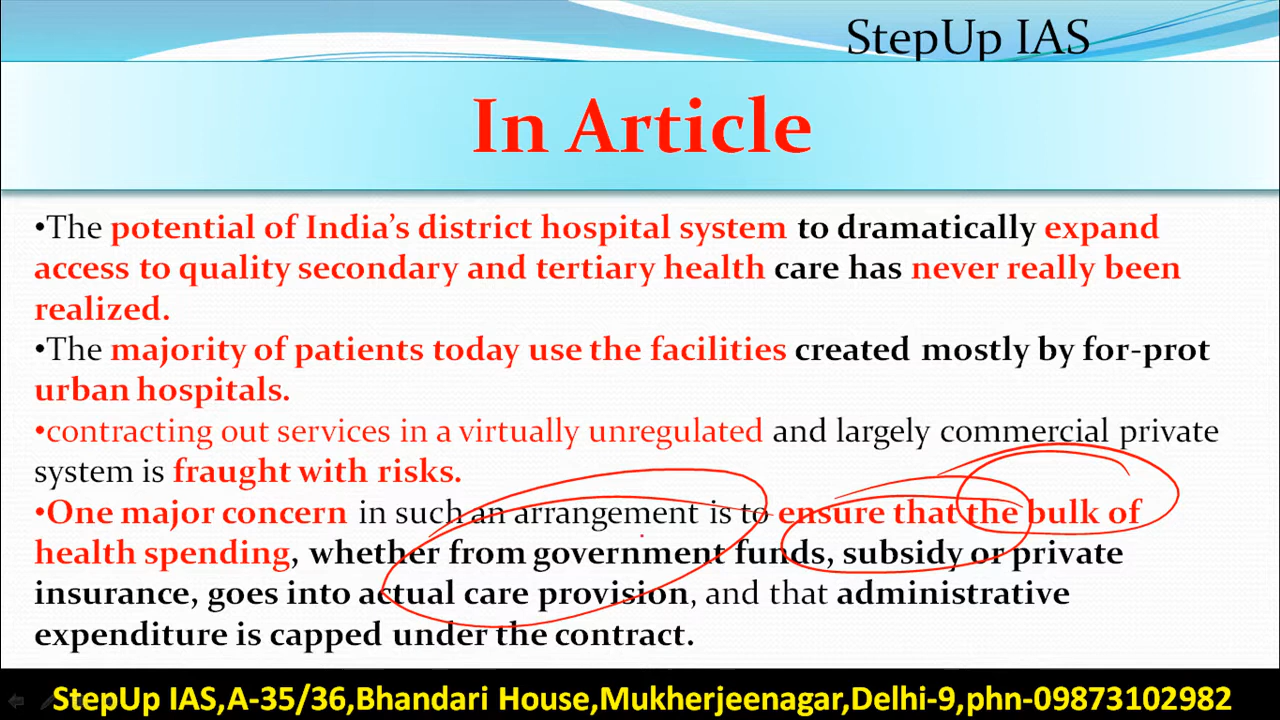 StepUp IAS
In Article
•The potential of India's district hospital system to dramatically expand
access to quality secondary and tertiary health care has never really been
realized.
•The majority of patients today use the facilities created mostly by for-prot
urban hospitals.
•contracting out services in a virtually unregulated and largely commercial private
system is fraught with risks.
•One major concern in such an arrangement is to ensure that the bulk of
health spending, whether from government funds, subsidy or private
insurance, goes into actual care provision, and that administrative
expenditure is capped under the contract.
StepUp IAS,A-35/36,Bhandari House,Mukherjeenagar,Delhi-9,phn-09873102982